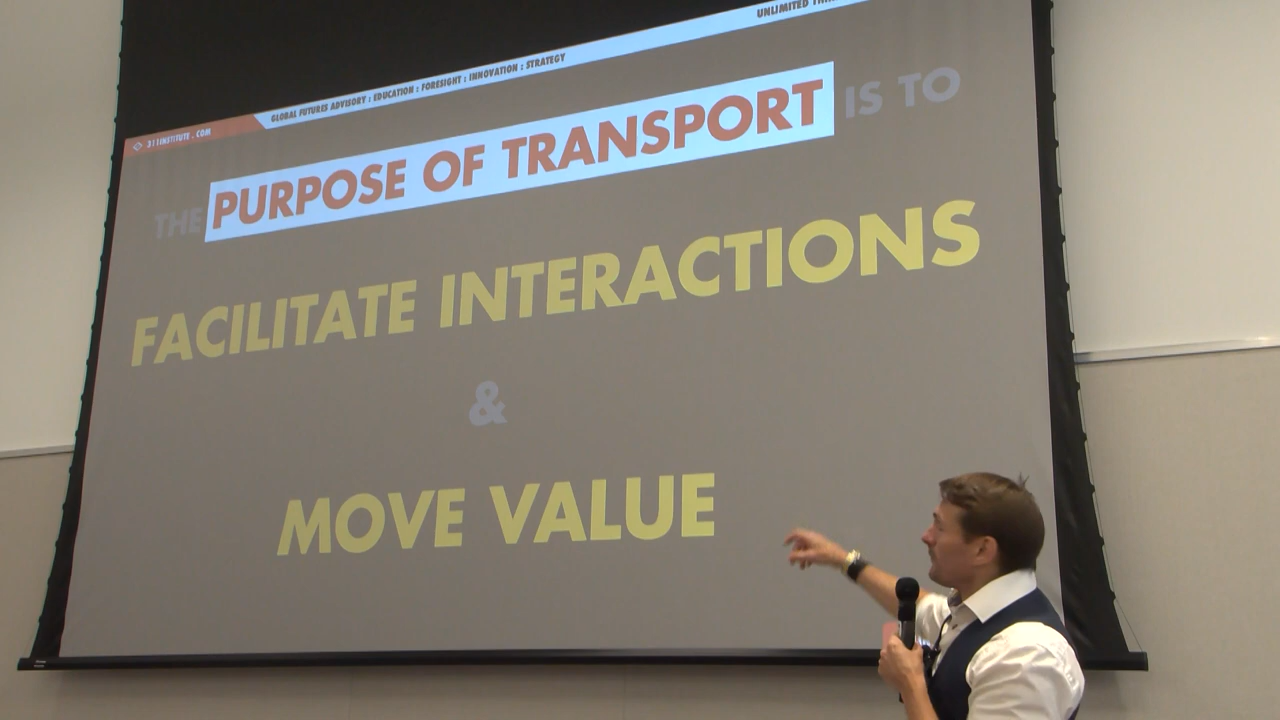 311INSTITUTE . COM
GLOBAL FUTURES ADVISORY : EDUCATION : FORESIGHT : INNOVATION : STRATEGY
UNLIMITED
THE PURPOSE OF TRANSPORT IS TO
FACILITATE INTERACTIONS
&
MOVE VALUE